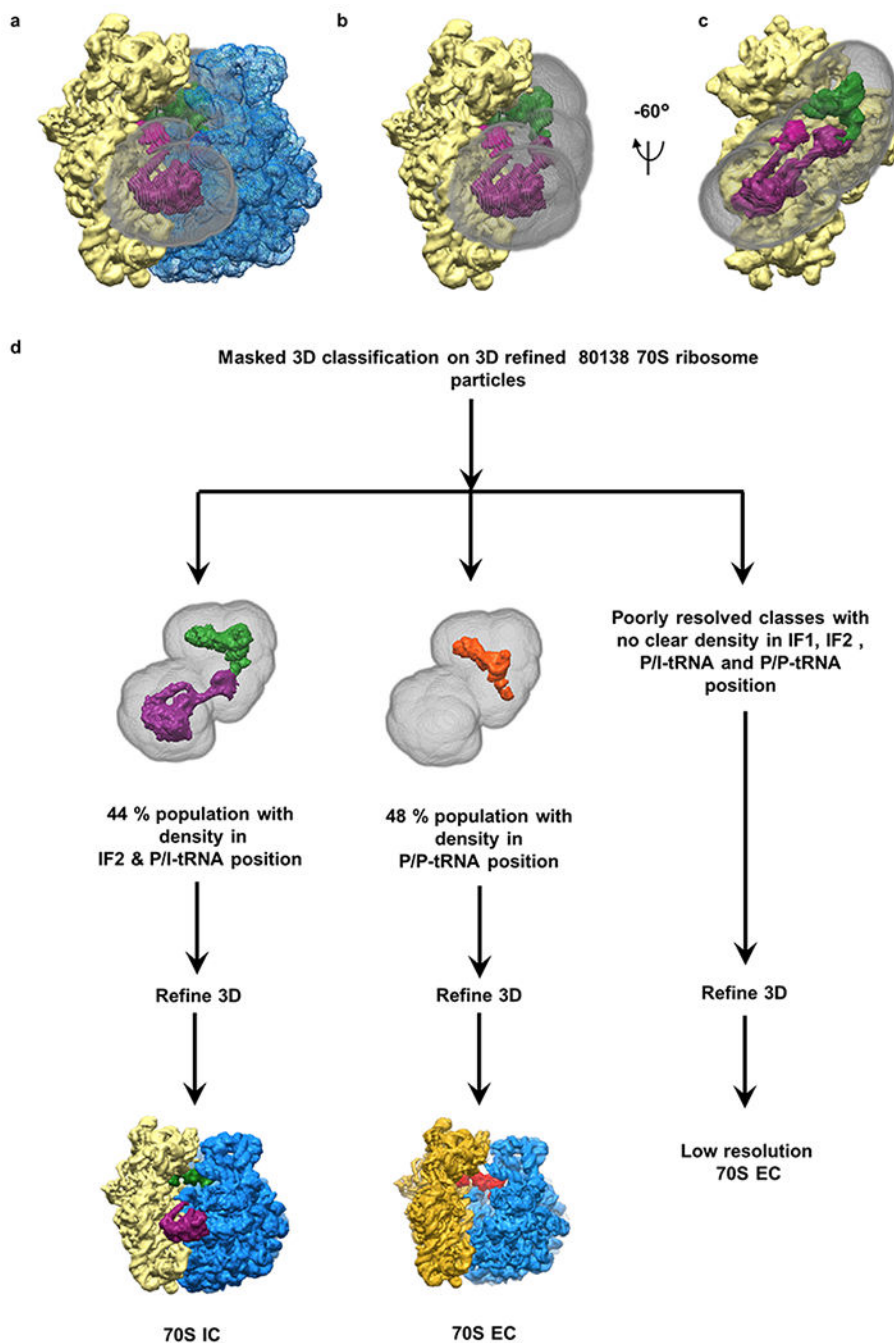 a
b
c
-60°
d
Masked 3D classification on 3D refined 80138 70S ribosome
particles
Poorly resolved classes with
no clear density in IF1, IF2 ,
P/I-tRNA and P/P-tRNA
position
44 % population with
density in
IF2 & P/I-tRNA position
48 % population with
density in
P/P-tRNA position
Refine 3D
Refine 3D
Refine 3D
Low resolution
70S EC
70S IC
70S EC